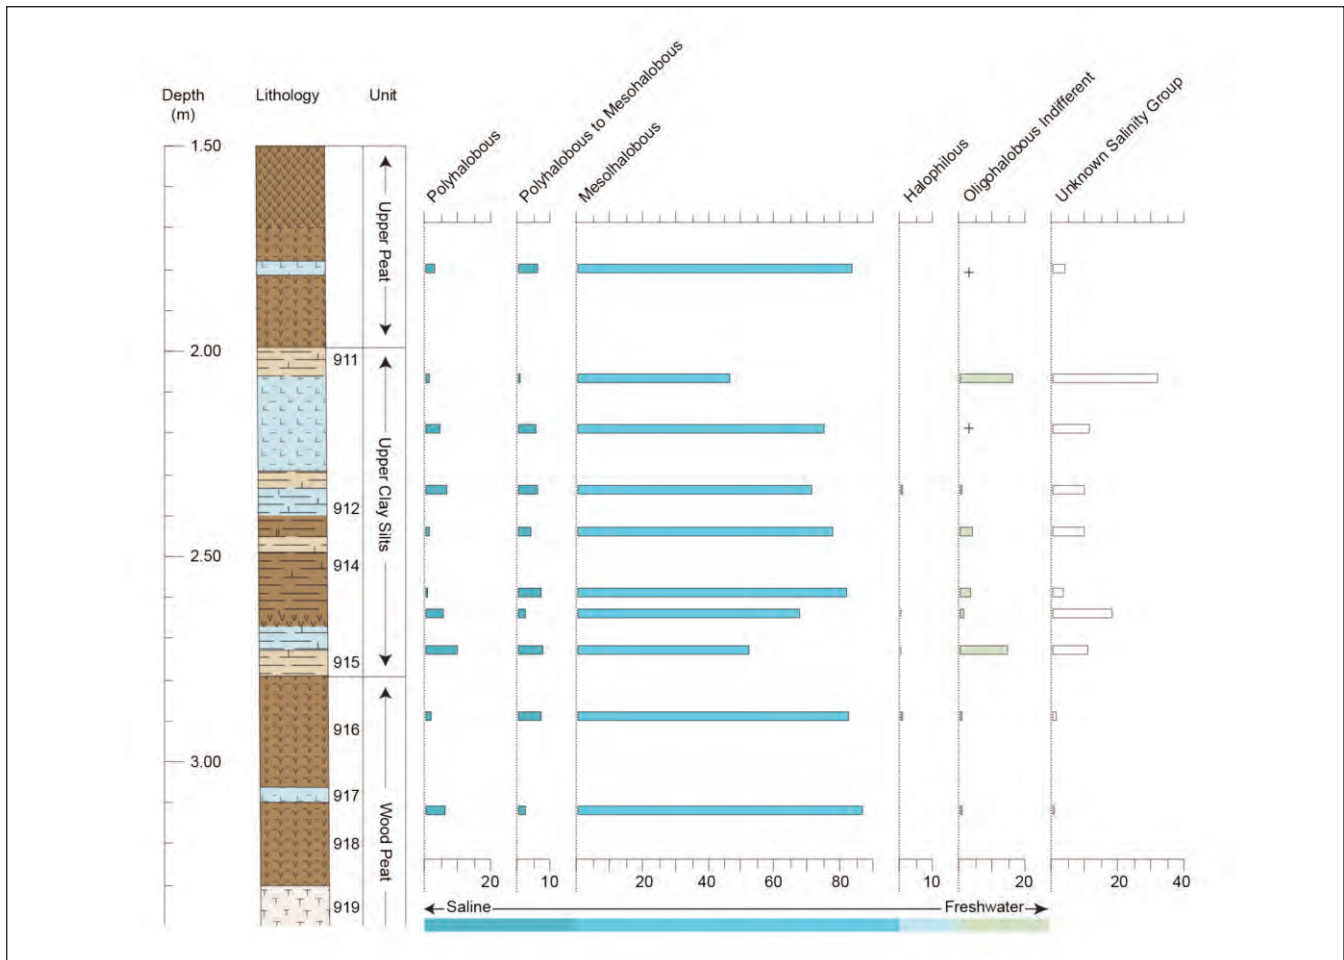 Depth
(m)
Lithology
Unit
Polyhalobous
Polyhalobous to Mesohalobous
Mesolhalobous
Halophilous
Oligohalobous Indifferent
Unknown Salinity Group
1.50
2.00
2.50
3.00
911
912
914
915
916
917
918
919
Upper Peat
Upper Clay Silts
Wood Peat
+
+
20
10
20
40
60
80
10
20
20
40
Saline
Freshwater